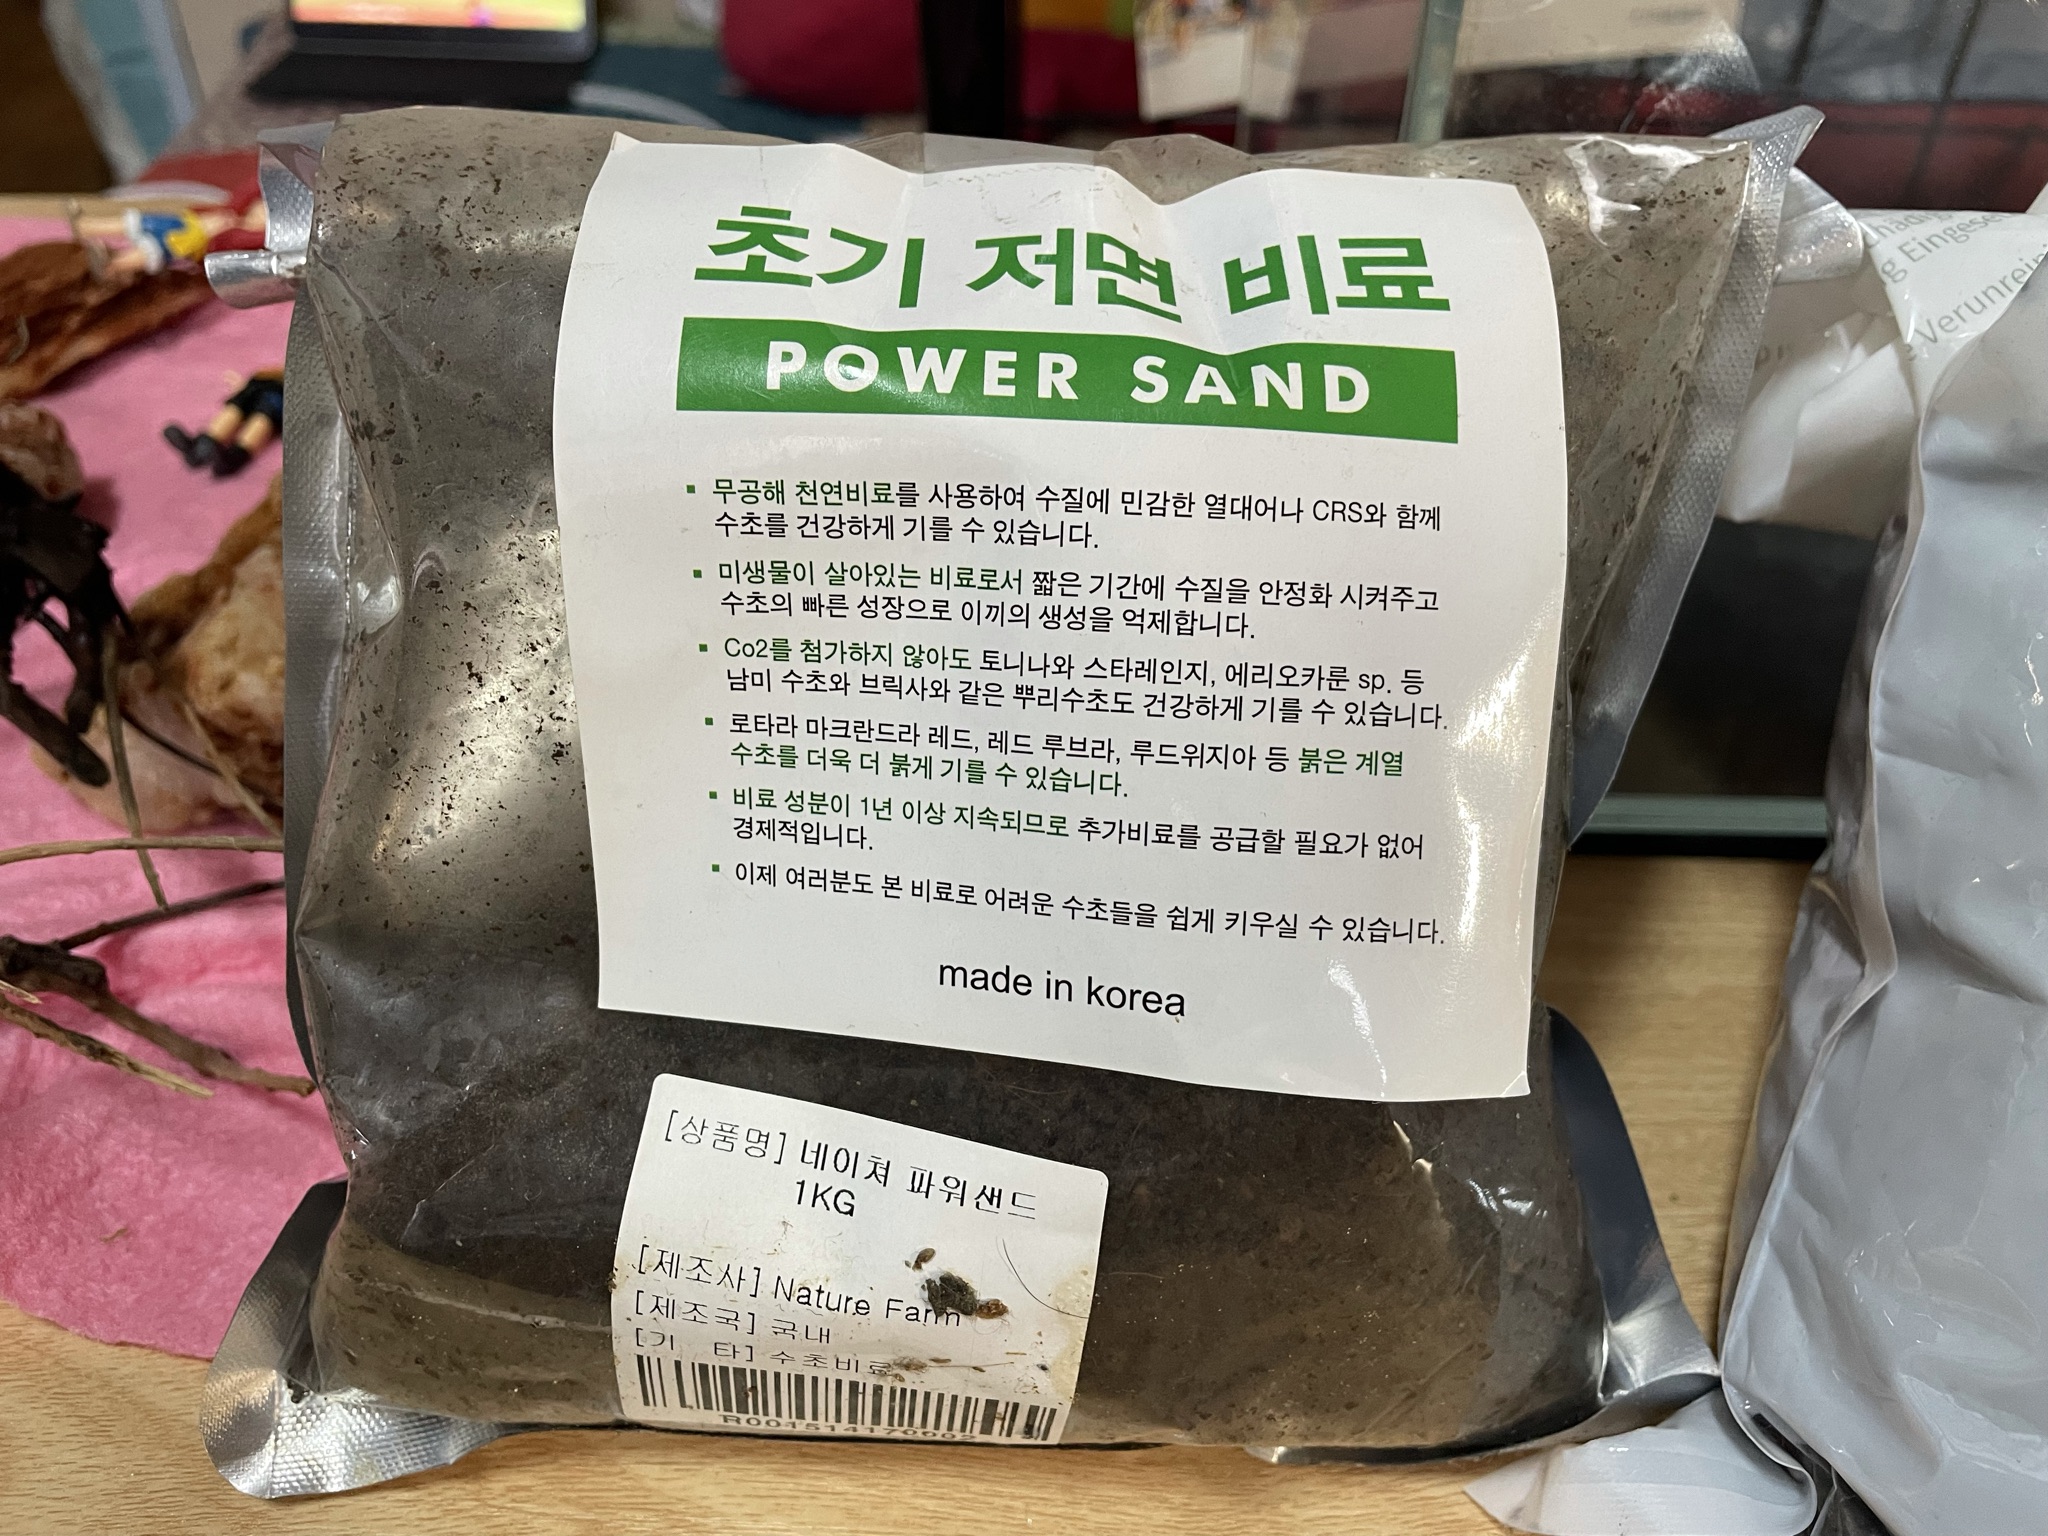 초기 저면 비료
POWER SAND
▪ 무공해 천연비료를 사용하여 수질에 민감한 열대어나 CRS와 함께
수초를 건강하게 기를 수 있습니다.
▪ 미생물이 살아있는 비료로서 짧은 기간에 수질을 안정화 시켜주고
수초의 빠른 성장으로 이끼의 생성을 억제합니다.
▪ Co2를 첨가하지 않아도 토니나와 스타레인지, 에리오카룬 sp. 등
남미 수초와 브릭사와 같은 뿌리수초도 건강하게 기를 수 있습니다.
▪ 로타라 마크란드라 레드, 레드 루브라, 루드위지아 등 붉은 계열
수초를 더욱 더 붉게 기를 수 있습니다.
▪ 비료 성분이 1년 이상 지속되므로 추가비료를 공급할 필요가 없어
경제적입니다.
▪ 이제 여러분도 본 비료로 어려운 수초들을 쉽게 키우실 수 있습니다.
made in korea
[상품명] 네이쳐 파워샌드
1KG
[제조사] Nature Farm
[제조국] 국내
[기 타] 수초비료
R001514170002
g Eingesc
Verunrein